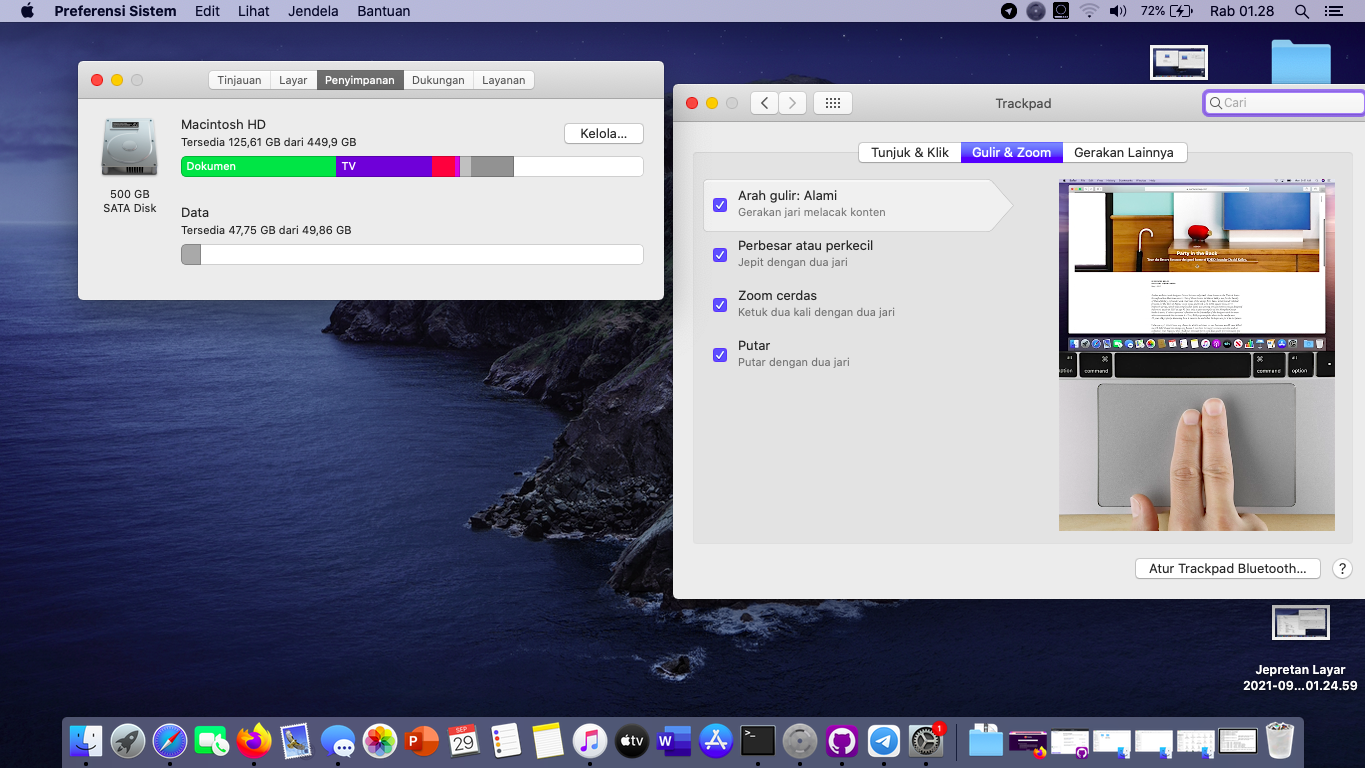 Preferensi Sistem Edit Lihat Jendela Bantuan 72% Rab 01.28
Tinjauan Layar Penyimpanan Dukungan Layanan
Macintosh HD
Tersedia 125,61 GB dari 449,9 GB
Kelola...
Dokumen TV
500 GB
SATA Disk
Data
Tersedia 47,75 GB dari 49,86 GB
Trackpad
Cari
Tunjuk & Klik Gulir & Zoom Gerakan Lainnya
Arah gulir: Alami
Gerakan jari melacak konten
Perbesar atau perkecil
Jepit dengan dua jari
Zoom cerdas
Ketuk dua kali dengan dua jari
Putar
Putar dengan dua jari
Party in the Back
option command command option
Atur Trackpad Bluetooth... ?
Jepretan Layar
2021-09...01.24.59
SEP
29
P
tv
W
1